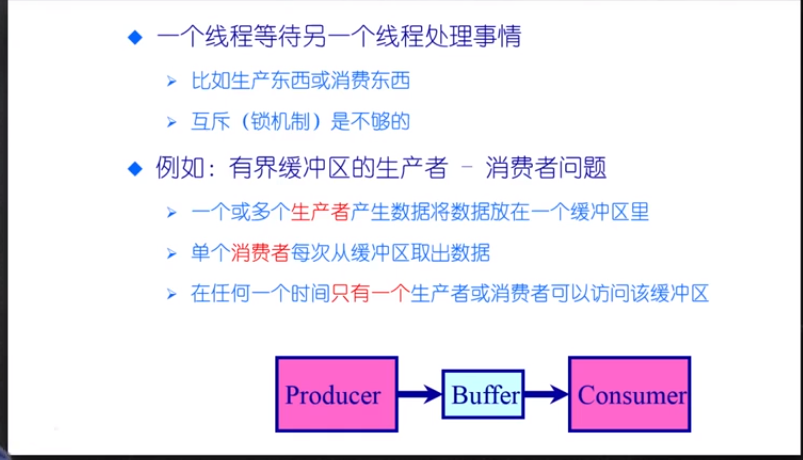 一个线程等待另一个线程处理事情
比如生产东西或消费东西
互斥（锁机制）是不够的
例如：有界缓冲区的生产者 - 消费者问题
一个或多个生产者产生数据将数据放在一个缓冲区里
单个消费者每次从缓冲区取出数据
在任何一个时间只有一个生产者或消费者可以访问该缓冲区
Producer
Buffer
Consumer